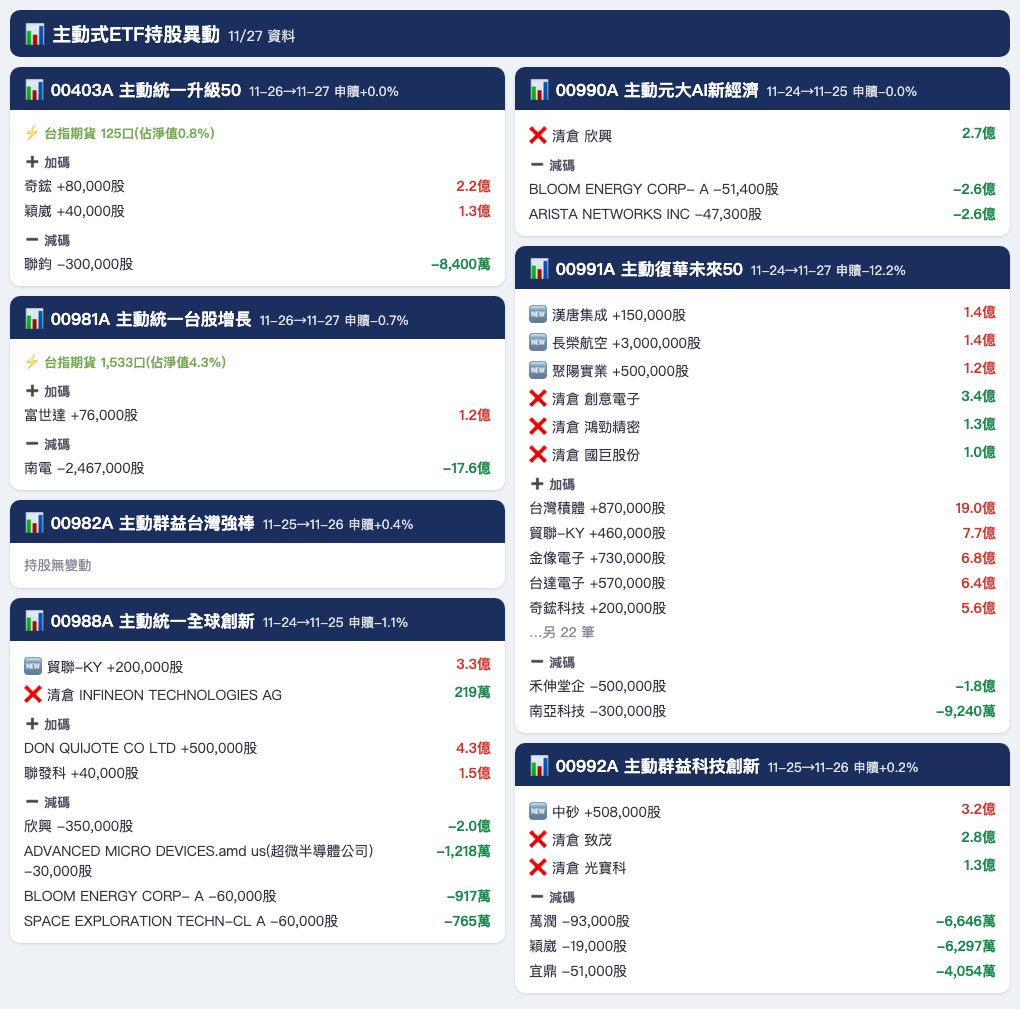 主動式ETF持股異動 11/27 資料
00403A 主動統一升級50 11-26→11-27 申贖+0.0%
⚡ 台指期貨 125口(佔淨值0.8%)
➕ 加碼
奇鋐 +80,000股 2.2億
穎崴 +40,000股 1.3億
➖ 減碼
聯鈞 -300,000股 -8,400萬
00981A 主動統一台股增長 11-26→11-27 申贖-0.7%
⚡ 台指期貨 1,533口(佔淨值4.3%)
➕ 加碼
富世達 +76,000股 1.2億
➖ 減碼
南電 -2,467,000股 -17.6億
00982A 主動群益台灣強棒 11-25→11-26 申贖+0.4%
持股無變動
00988A 主動統一全球創新 11-24→11-25 申贖-1.1%
NEW 貿聯-KY +200,000股 3.3億
❌ 清倉 INFINEON TECHNOLOGIES AG 219萬
➕ 加碼
DON QUIJOTE CO LTD +500,000股 4.3億
聯發科 +40,000股 1.5億
➖ 減碼
欣興 -350,000股 -2.0億
ADVANCED MICRO DEVICES.amd us(超微半導體公司) -1,218萬
-30,000股
BLOOM ENERGY CORP- A -60,000股 -917萬
SPACE EXPLORATION TECHN-CL A -60,000股 -765萬
00990A 主動元大AI新經濟 11-24→11-25 申贖-0.0%
❌ 清倉 欣興 2.7億
➖ 減碼
BLOOM ENERGY CORP- A -51,400股 -2.6億
ARISTA NETWORKS INC -47,300股 -2.6億
00991A 主動復華未來50 11-24→11-27 申贖-12.2%
NEW 漢唐集成 +150,000股 1.4億
NEW 長榮航空 +3,000,000股 1.4億
NEW 聚陽實業 +500,000股 1.2億
❌ 清倉 創意電子 3.4億
❌ 清倉 鴻勁精密 1.3億
❌ 清倉 國巨股份 1.0億
➕ 加碼
台灣積體 +870,000股 19.0億
貿聯-KY +460,000股 7.7億
金像電子 +730,000股 6.8億
台達電子 +570,000股 6.4億
奇鋐科技 +200,000股 5.6億
…另 22 筆
➖ 減碼
禾伸堂企 -500,000股 -1.8億
南亞科技 -300,000股 -9,240萬
00992A 主動群益科技創新 11-25→11-26 申贖+0.2%
NEW 中砂 +508,000股 3.2億
❌ 清倉 致茂 2.8億
❌ 清倉 光寶科 1.3億
➖ 減碼
萬潤 -93,000股 -6,646萬
穎崴 -19,000股 -6,297萬
宜鼎 -51,000股 -4,054萬